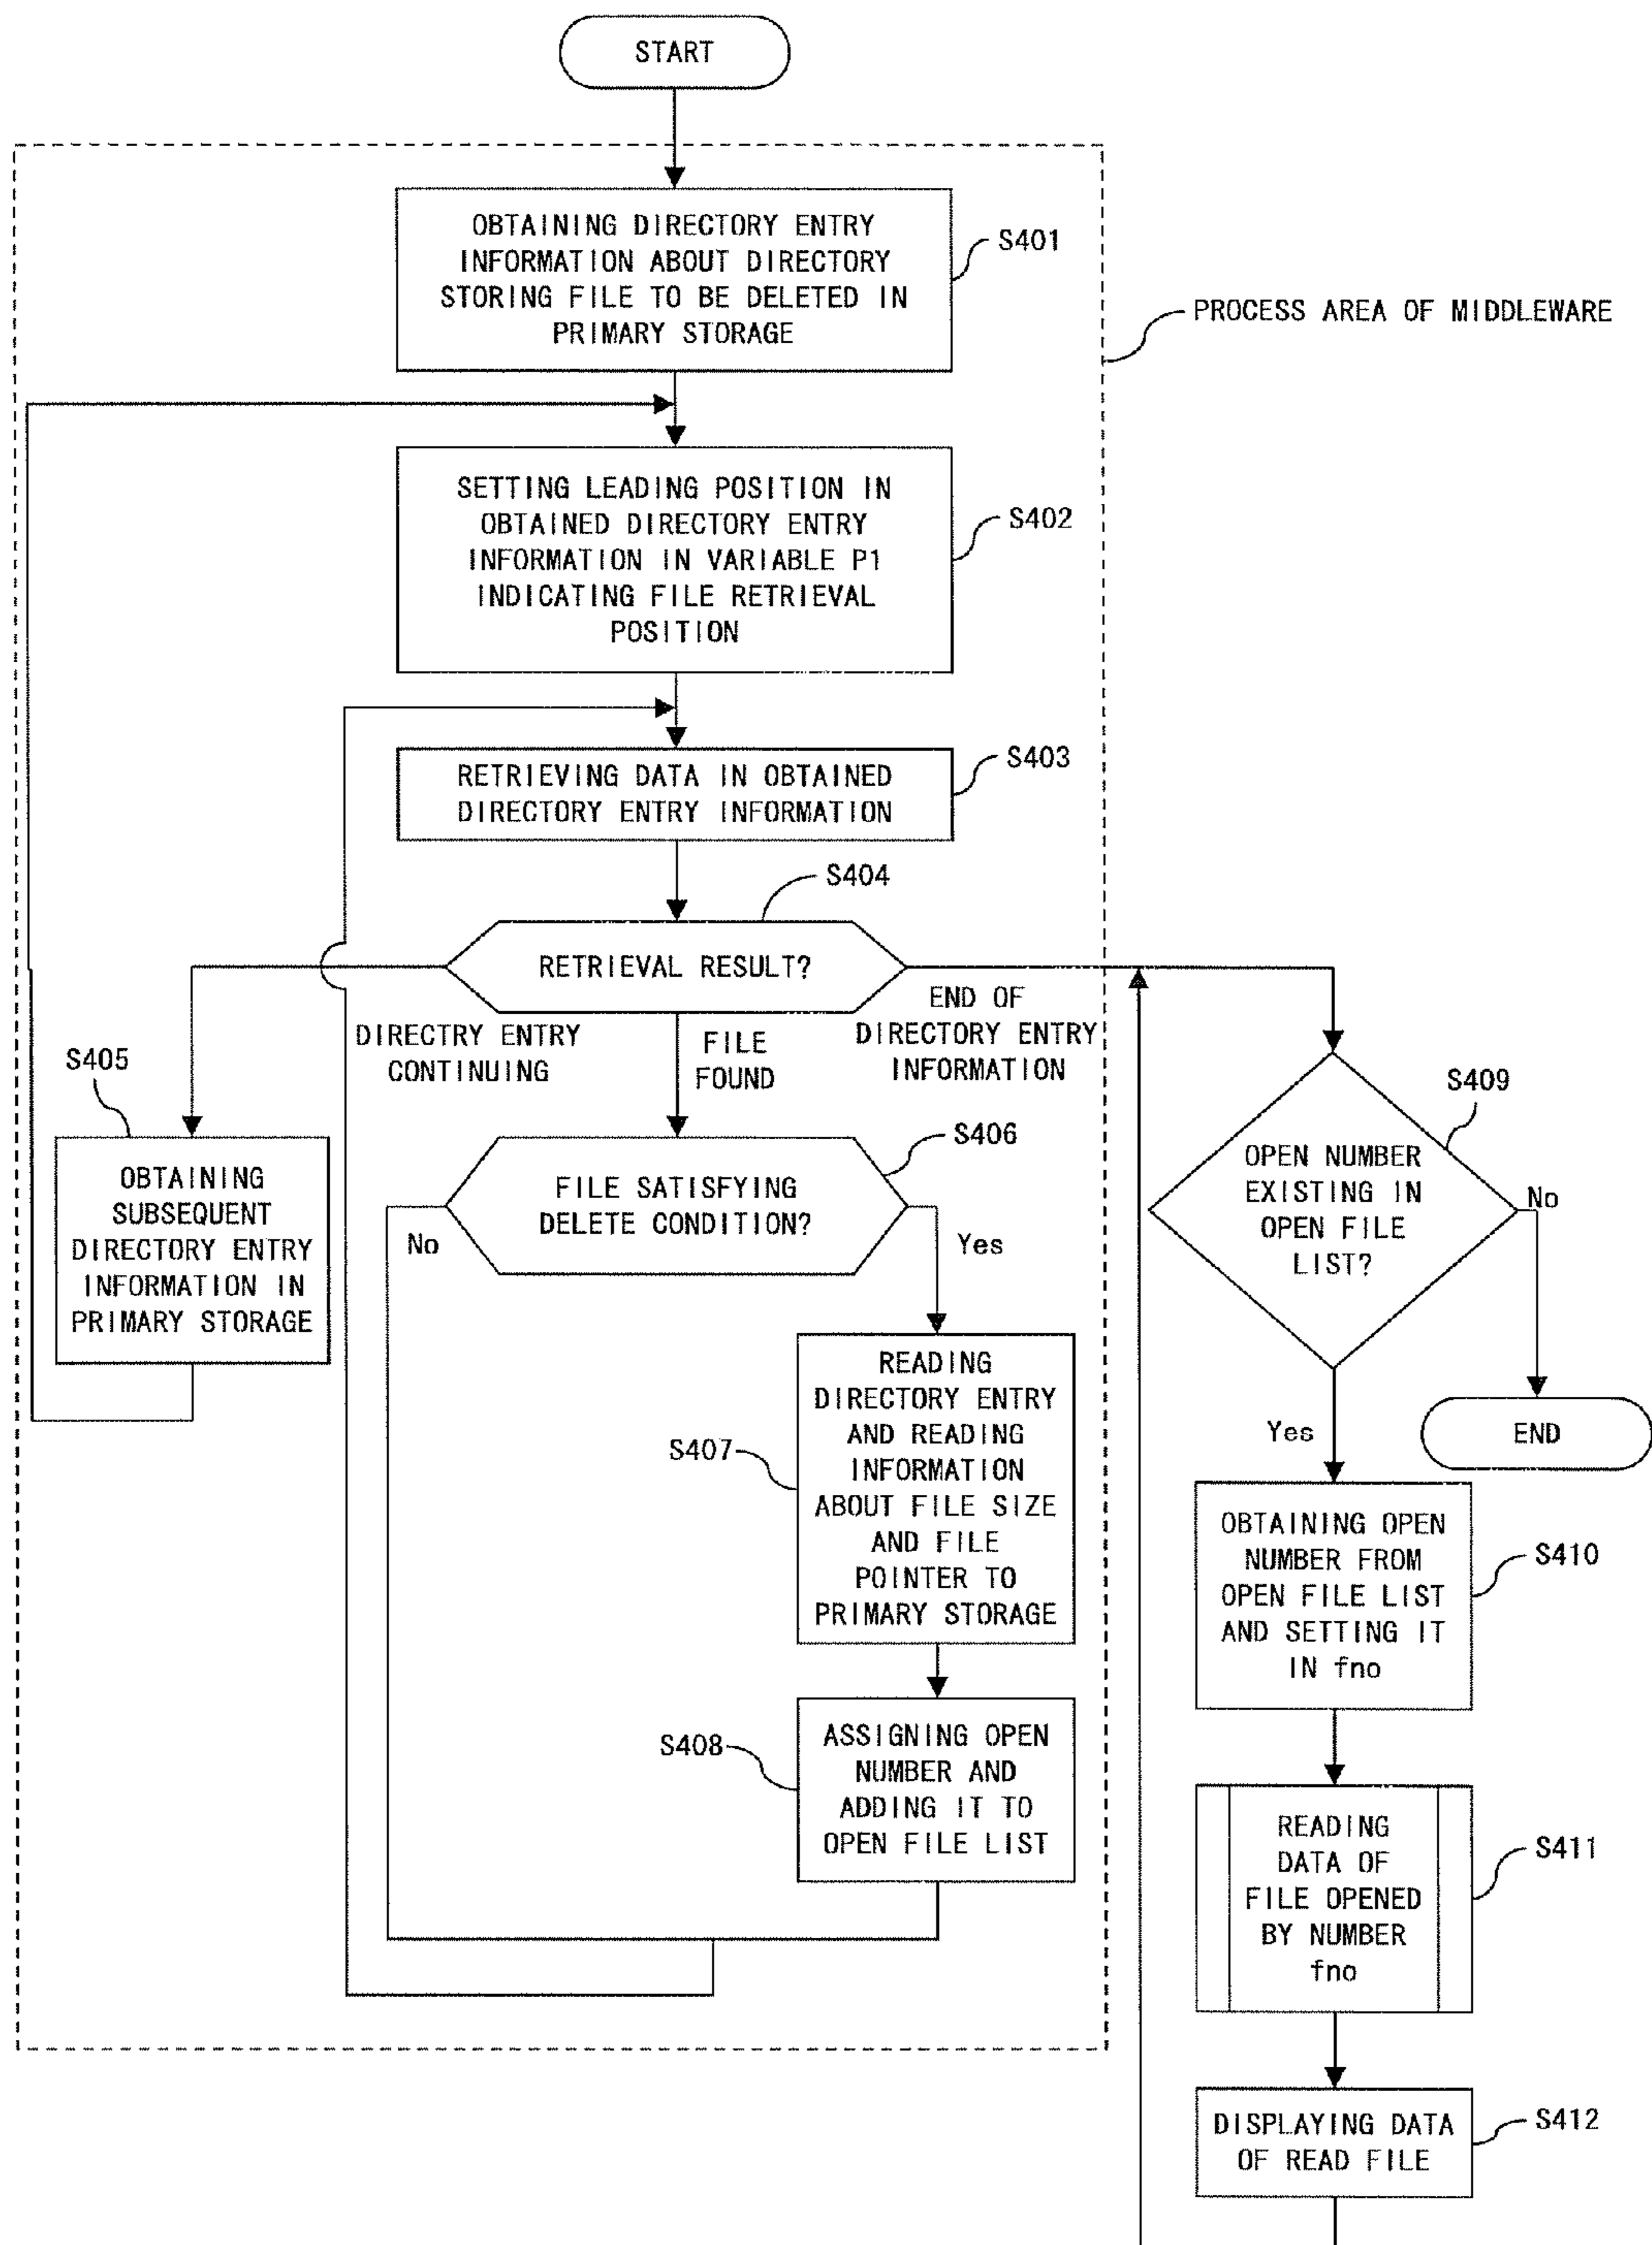 START
OBTAINING DIRECTORY ENTRY
INFORMATION ABOUT DIRECTORY
STORING FILE TO BE DELETED IN
PRIMARY STORAGE
S401
PROCESS AREA OF MIDDLEWARE
SETTING LEADING POSITION IN
OBTAINED DIRECTORY ENTRY
INFORMATION IN VARIABLE P1
INDICATING FILE RETRIEVAL
POSITION
S402
RETRIEVING DATA IN OBTAINED
DIRECTORY ENTRY INFORMATION
S403
S404
RETRIEVAL RESULT?
DIRECTRY ENTRY
CONTINUING
FILE
FOUND
END OF
DIRECTORY ENTRY
INFORMATION
S405
OBTAINING
SUBSEQUENT
DIRECTORY ENTRY
INFORMATION IN
PRIMARY STORAGE
S406
FILE SATISFYING
DELETE CONDITION?
No
Yes
S407
READING
DIRECTORY ENTRY
AND READING
INFORMATION
ABOUT FILE SIZE
AND FILE
POINTER TO
PRIMARY STORAGE
S408
ASSIGNING OPEN
NUMBER AND
ADDING IT TO
OPEN FILE LIST
S409
OPEN NUMBER
EXISTING IN
OPEN FILE
LIST?
No
END
Yes
OBTAINING OPEN
NUMBER FROM
OPEN FILE LIST
AND SETTING IT
IN fno
S410
READING
DATA OF
FILE OPENED
BY NUMBER
fno
S411
DISPLAYING DATA
OF READ FILE
S412